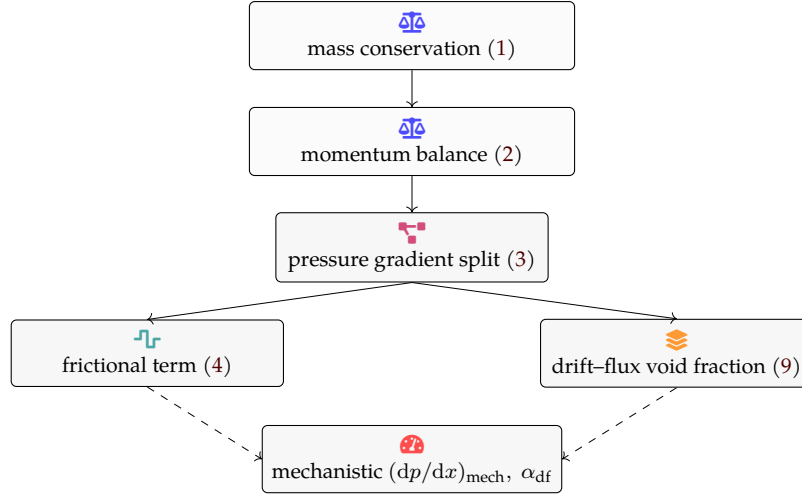 mass conservation (1)
momentum balance (2)
pressure gradient split (3)
frictional term (4)
drift–flux void fraction (9)
mechanistic (dp/dx)mech, αdf